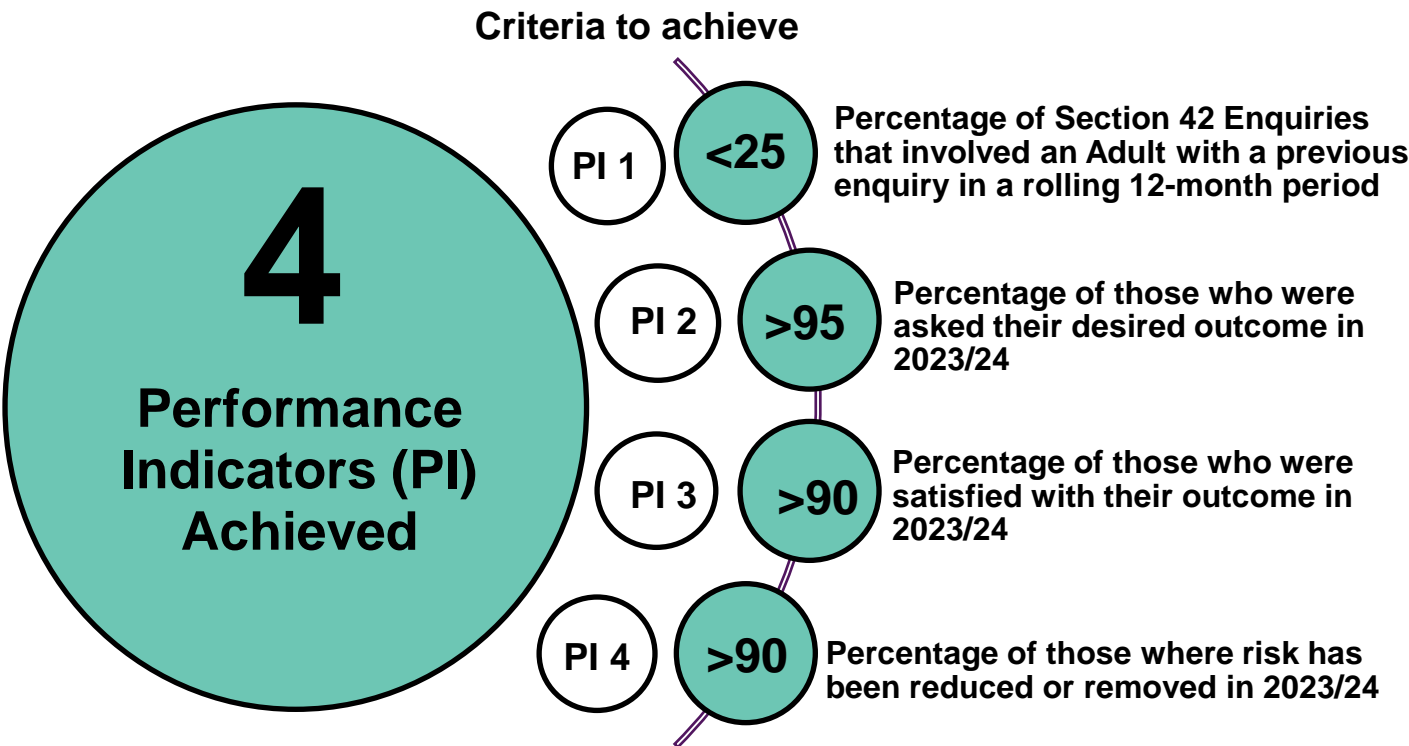 Criteria to achieve
4
Performance
Indicators (PI)
Achieved
PI 1
<25
Percentage of Section 42 Enquiries
that involved an Adult with a previous
enquiry in a rolling 12-month period
PI 2
>95
Percentage of those who were
asked their desired outcome in
2023/24
PI 3
>90
Percentage of those who were
satisfied with their outcome in
2023/24
PI 4
>90
Percentage of those where risk has
been reduced or removed in 2023/24